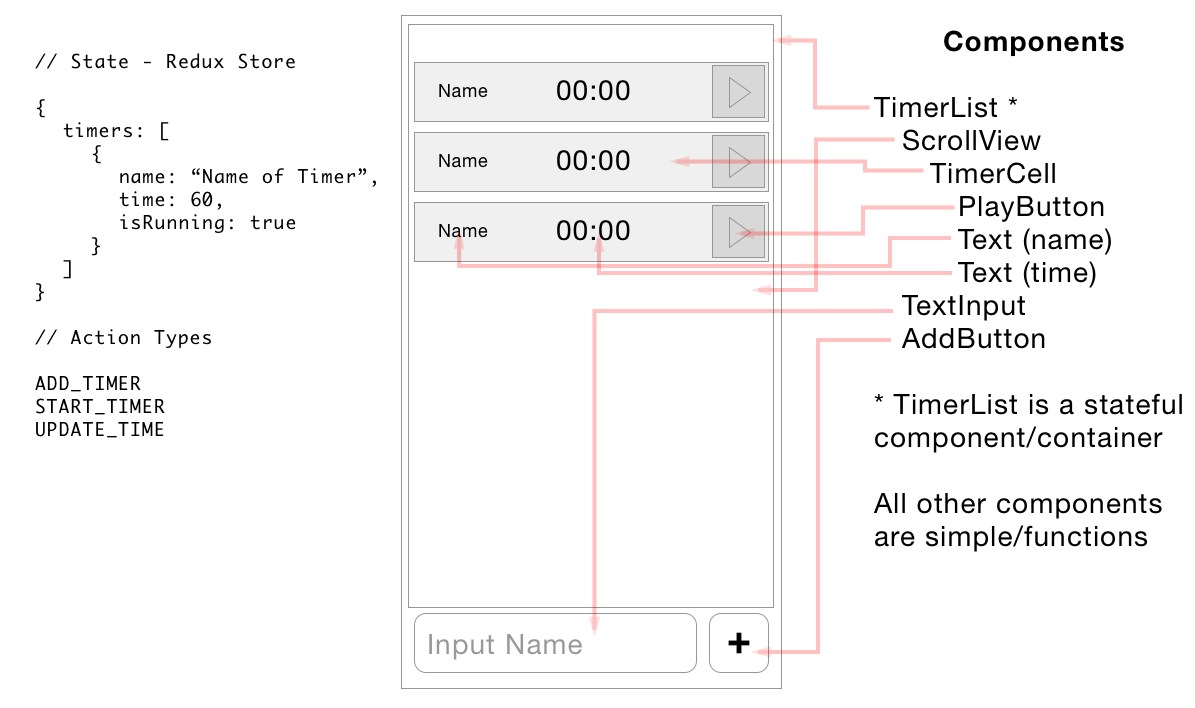 // State - Redux Store
{
timers: [
{
name: “Name of Timer”,
time: 60,
isRunning: true
}
]
}
// Action Types
ADD_TIMER
START_TIMER
UPDATE_TIME
Name 00:00
Name 00:00
Name 00:00
Input Name
+
Components
TimerList *
ScrollView
TimerCell
PlayButton
Text (name)
Text (time)
TextInput
AddButton
* TimerList is a stateful
component/container
All other components
are simple/functions